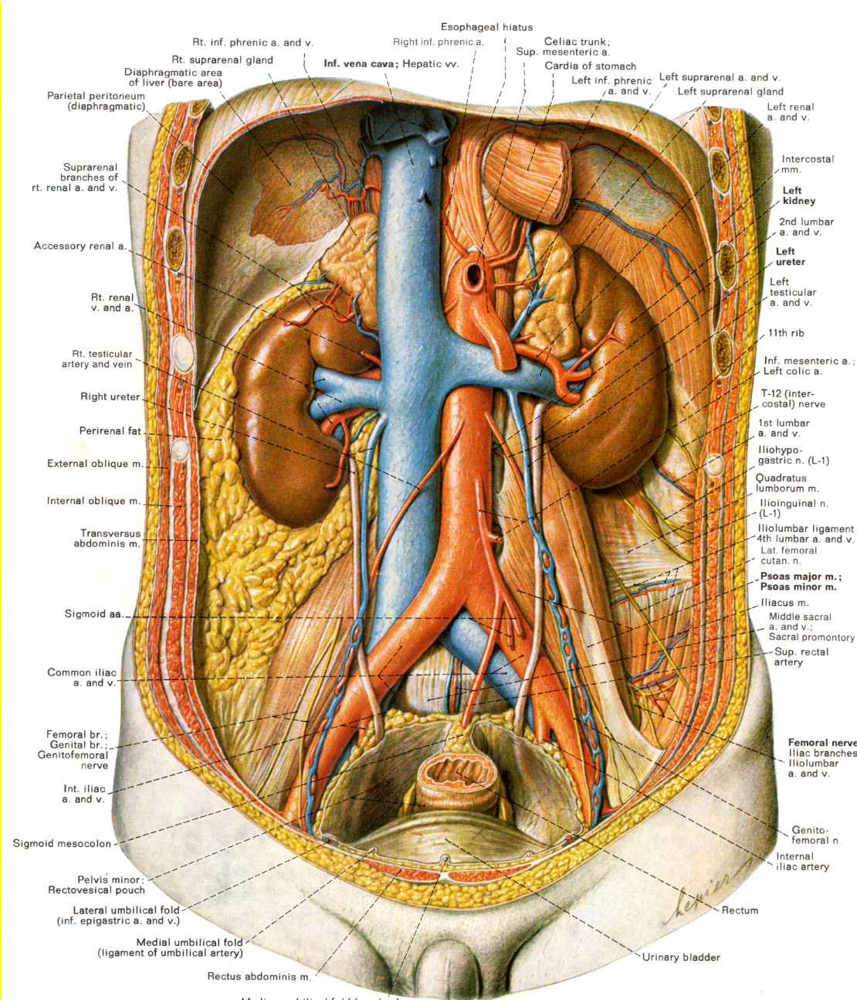 Esophageal hiatus
Rt. inf. phrenic a. and v.
Right inf. phrenic a.
Celiac trunk;
Sup. mesenteric a.
Rt. suprarenal gland
Inf. vena cava; Hepatic vv.
Cardia of stomach
Diaphragmatic area
of liver (bare area)
Left inf. phrenic
a. and v.
Left suprarenal a. and v.
Left suprarenal gland
Parietal peritoneum
(diaphragmatic)
Left renal
a. and v.
Suprarenal
branches of
rt. renal a. and v.
Intercostal
mm.
Left
kidney
2nd lumbar
a. and v.
Accessory renal a.
Left
ureter
Left
testicular
a. and v.
Rt. renal
v. and a.
11th rib
Rt. testicular
artery and vein
Inf. mesenteric a.;
Left colic a.
Right ureter
T-12 (inter-
costal) nerve
Perirenal fat
1st lumbar
a. and v.
External oblique m.
Iliohypo-
gastric n. (L-1)
Quadratus
lumborum m.
Internal oblique m.
Ilioinguinal n.
(L-1)
Transversus
abdominis m.
Iliolumbar ligament
4th lumbar a. and v.
Lat. femoral
cutan. n.
Psoas major m.;
Psoas minor m.
Iliacus m.
Sigmoid aa.
Middle sacral
a. and v.;
Sacral promontory
Sup. rectal
artery
Common iliac
a. and v.
Femoral br.;
Genital br.;
Genitofemoral
nerve
Femoral nerve
Iliac branches
Iliolumbar
a. and v.
Int. iliac
a. and v.
Sigmoid mesocolon
Genito-
femoral n.
Internal
iliac artery
Pelvis minor;
Rectovesical pouch
Lateral umbilical fold
(inf. epigastric a. and v.)
Rectum
Medial umbilical fold
(ligament of umbilical artery)
Urinary bladder
Rectus abdominis m.